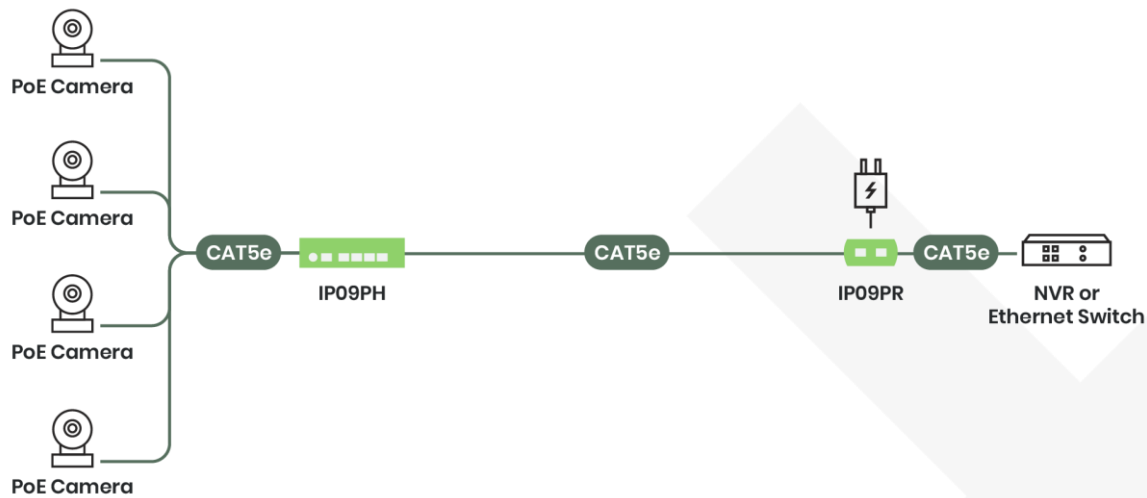 PoE Camera
PoE Camera
PoE Camera
PoE Camera
CAT5e
IP09PH
CAT5e
IP09PR
CAT5e
NVR or
Ethernet Switch